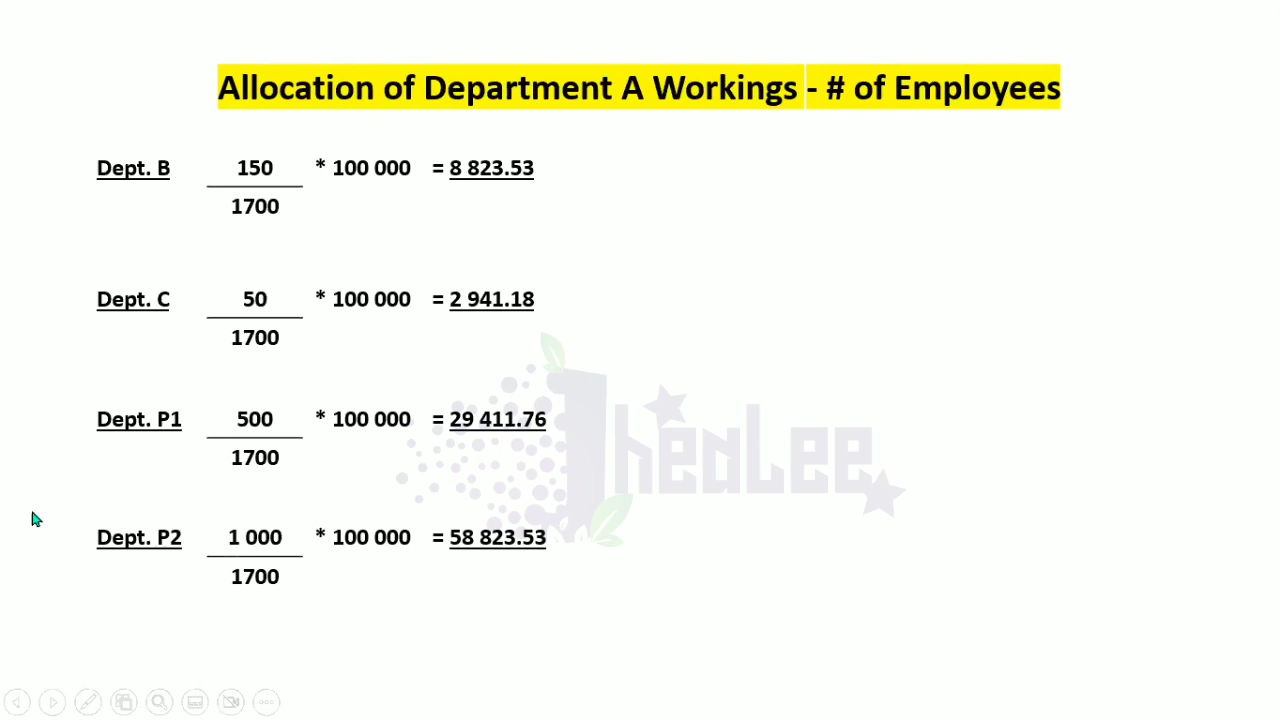 Allocation of Department A Workings - # of Employees
Dept. B 150 * 100 000 = 8 823.53
1700
Dept. C 50 * 100 000 = 2 941.18
1700
Dept. P1 500 * 100 000 = 29 411.76
1700
Dept. P2 1 000 * 100 000 = 58 823.53
1700
JhedLee